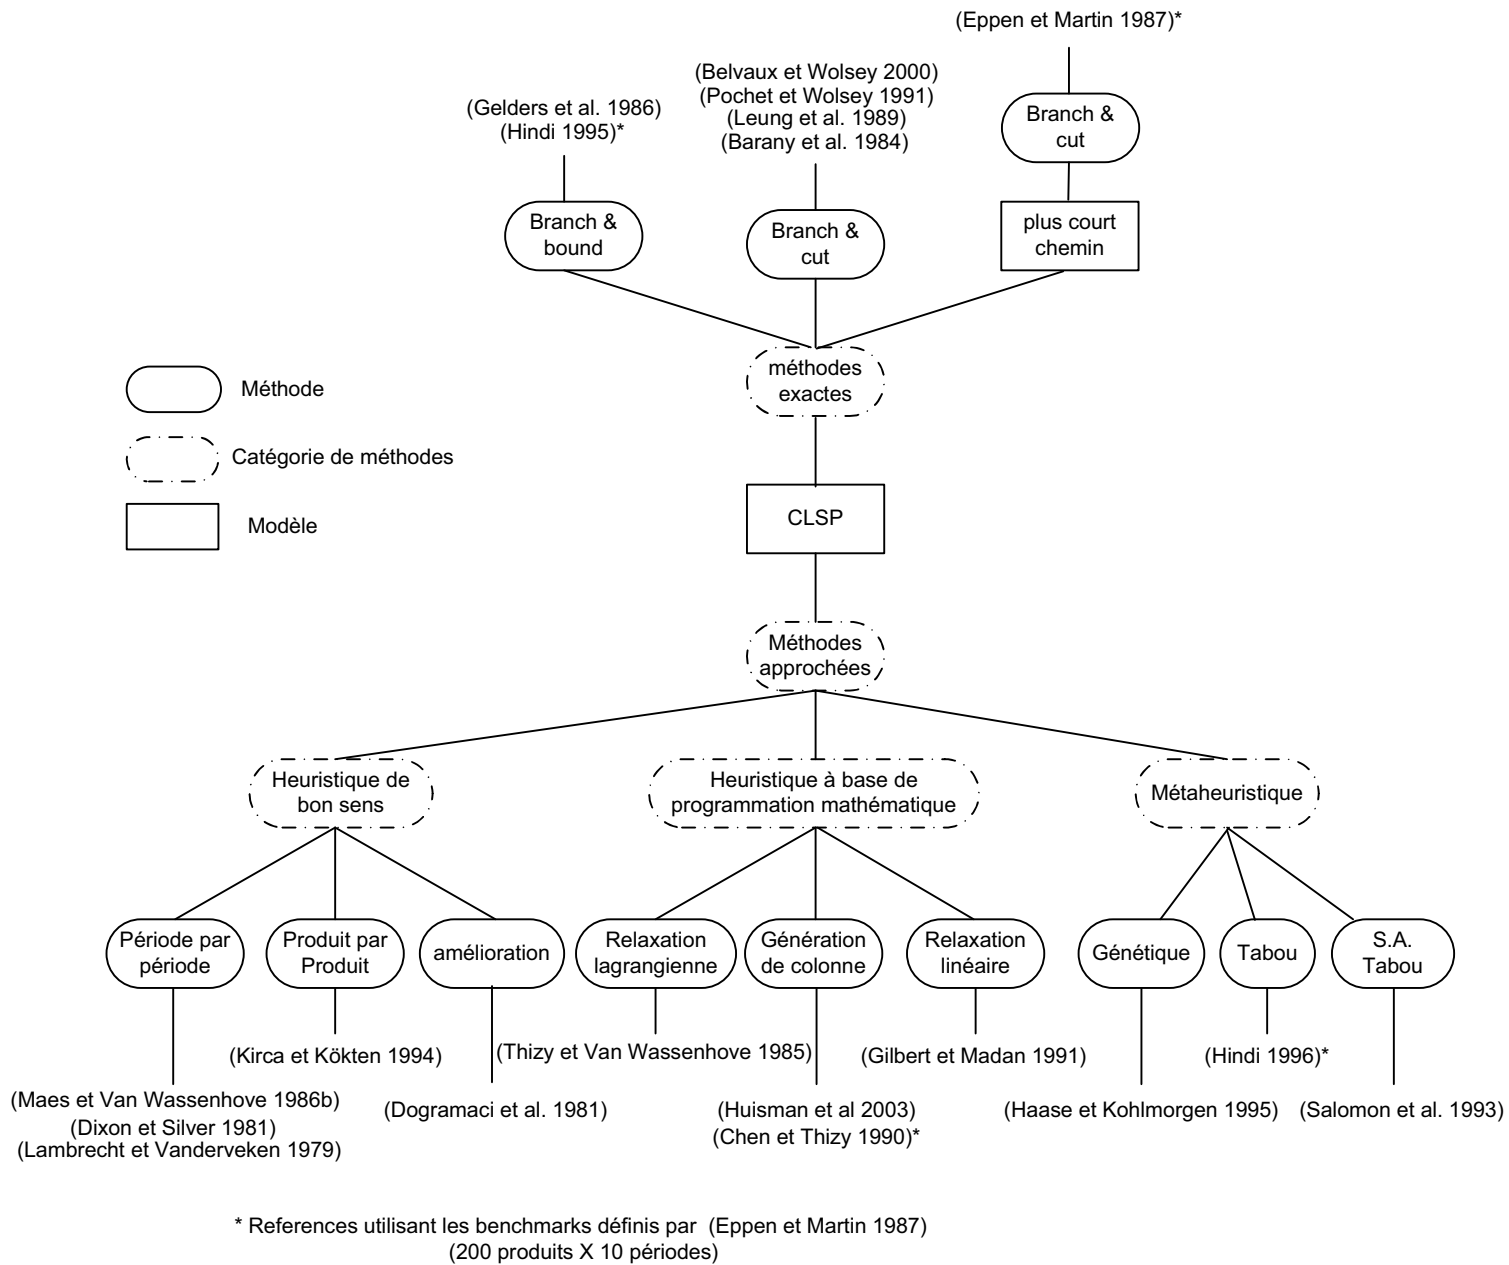 (Eppen et Martin 1987)*
Branch &
cut
plus court
chemin
(Belvaux et Wolsey 2000)
(Pochet et Wolsey 1991)
(Leung et al. 1989)
(Barany et al. 1984)
Branch &
cut
(Gelders et al. 1986)
(Hindi 1995)*
Branch &
bound
méthodes
exactes
Méthode
Catégorie de méthodes
Modèle
CLSP
Méthodes
approchées
Heuristique de
bon sens
Heuristique à base de
programmation mathématique
Métaheuristique
Période par
période
Produit par
Produit
amélioration
Relaxation
lagrangienne
Génération
de colonne
Relaxation
linéaire
Génétique
Tabou
S.A.
Tabou
(Kirca et Kökten 1994)
(Thizy et Van Wassenhove 1985)
(Gilbert et Madan 1991)
(Hindi 1996)*
(Maes et Van Wassenhove 1986b)
(Dixon et Silver 1981)
(Lambrecht et Vanderveken 1979)
(Dogramaci et al. 1981)
(Huisman et al 2003)
(Chen et Thizy 1990)*
(Haase et Kohlmorgen 1995)
(Salomon et al. 1993)
* References utilisant les benchmarks définis par (Eppen et Martin 1987)
(200 produits X 10 périodes)